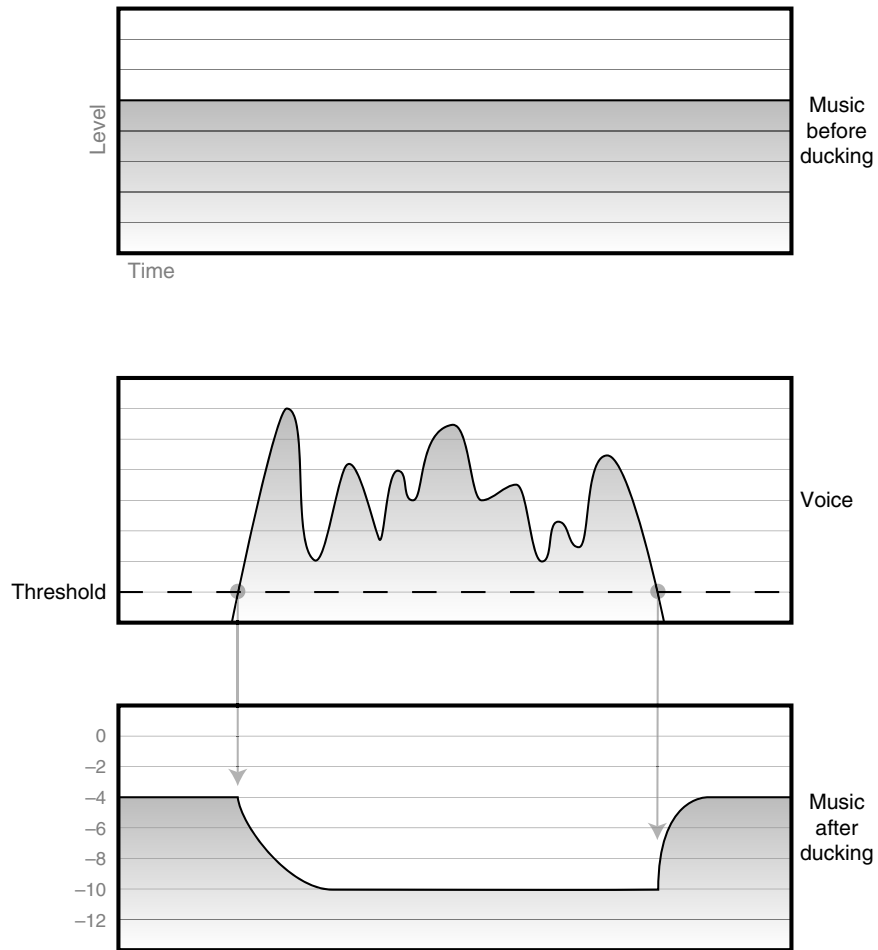 Level
Music
before
ducking
Time
Voice
Threshold
0
–2
–4
–6
–8
–10
–12
Music
after
ducking